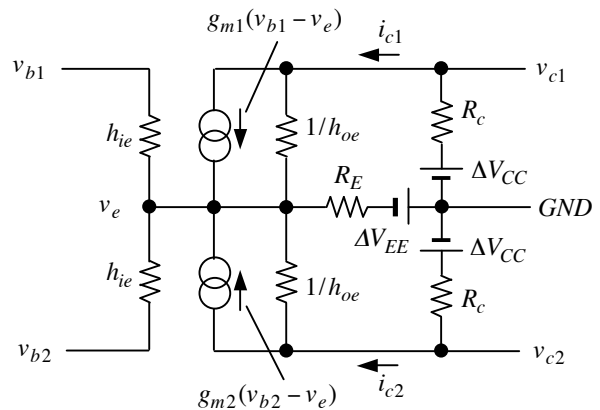 g_{m1}(v_{b1} − v_e)
i_{c1}
v_{b1}
v_{c1}
h_{ie}
1/h_{oe}
R_c
R_E
ΔV_{CC}
v_e
GND
ΔV_{EE}
ΔV_{CC}
h_{ie}
1/h_{oe}
R_c
v_{b2}
v_{c2}
i_{c2}
g_{m2}(v_{b2} − v_e)